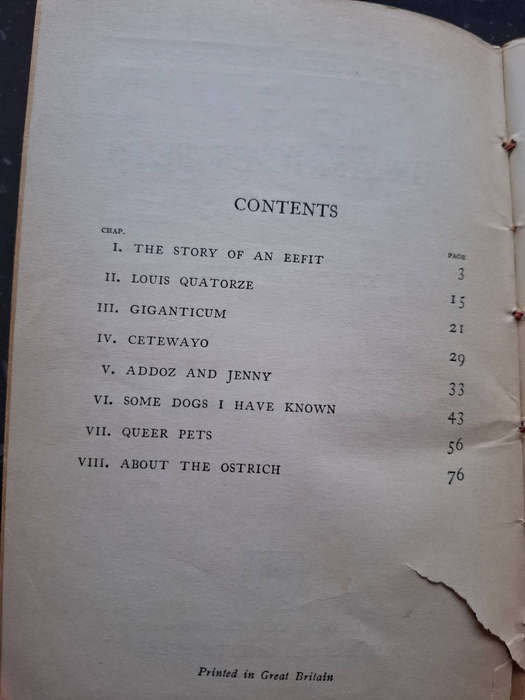 CONTENTS
CHAP. PAGE
I. THE STORY OF AN EEFIT 3
II. LOUIS QUATORZE 15
III. GIGANTICUM 21
IV. CETEWAYO 29
V. ADDOZ AND JENNY 33
VI. SOME DOGS I HAVE KNOWN 43
VII. QUEER PETS 56
VIII. ABOUT THE OSTRICH 76
Printed in Great Britain